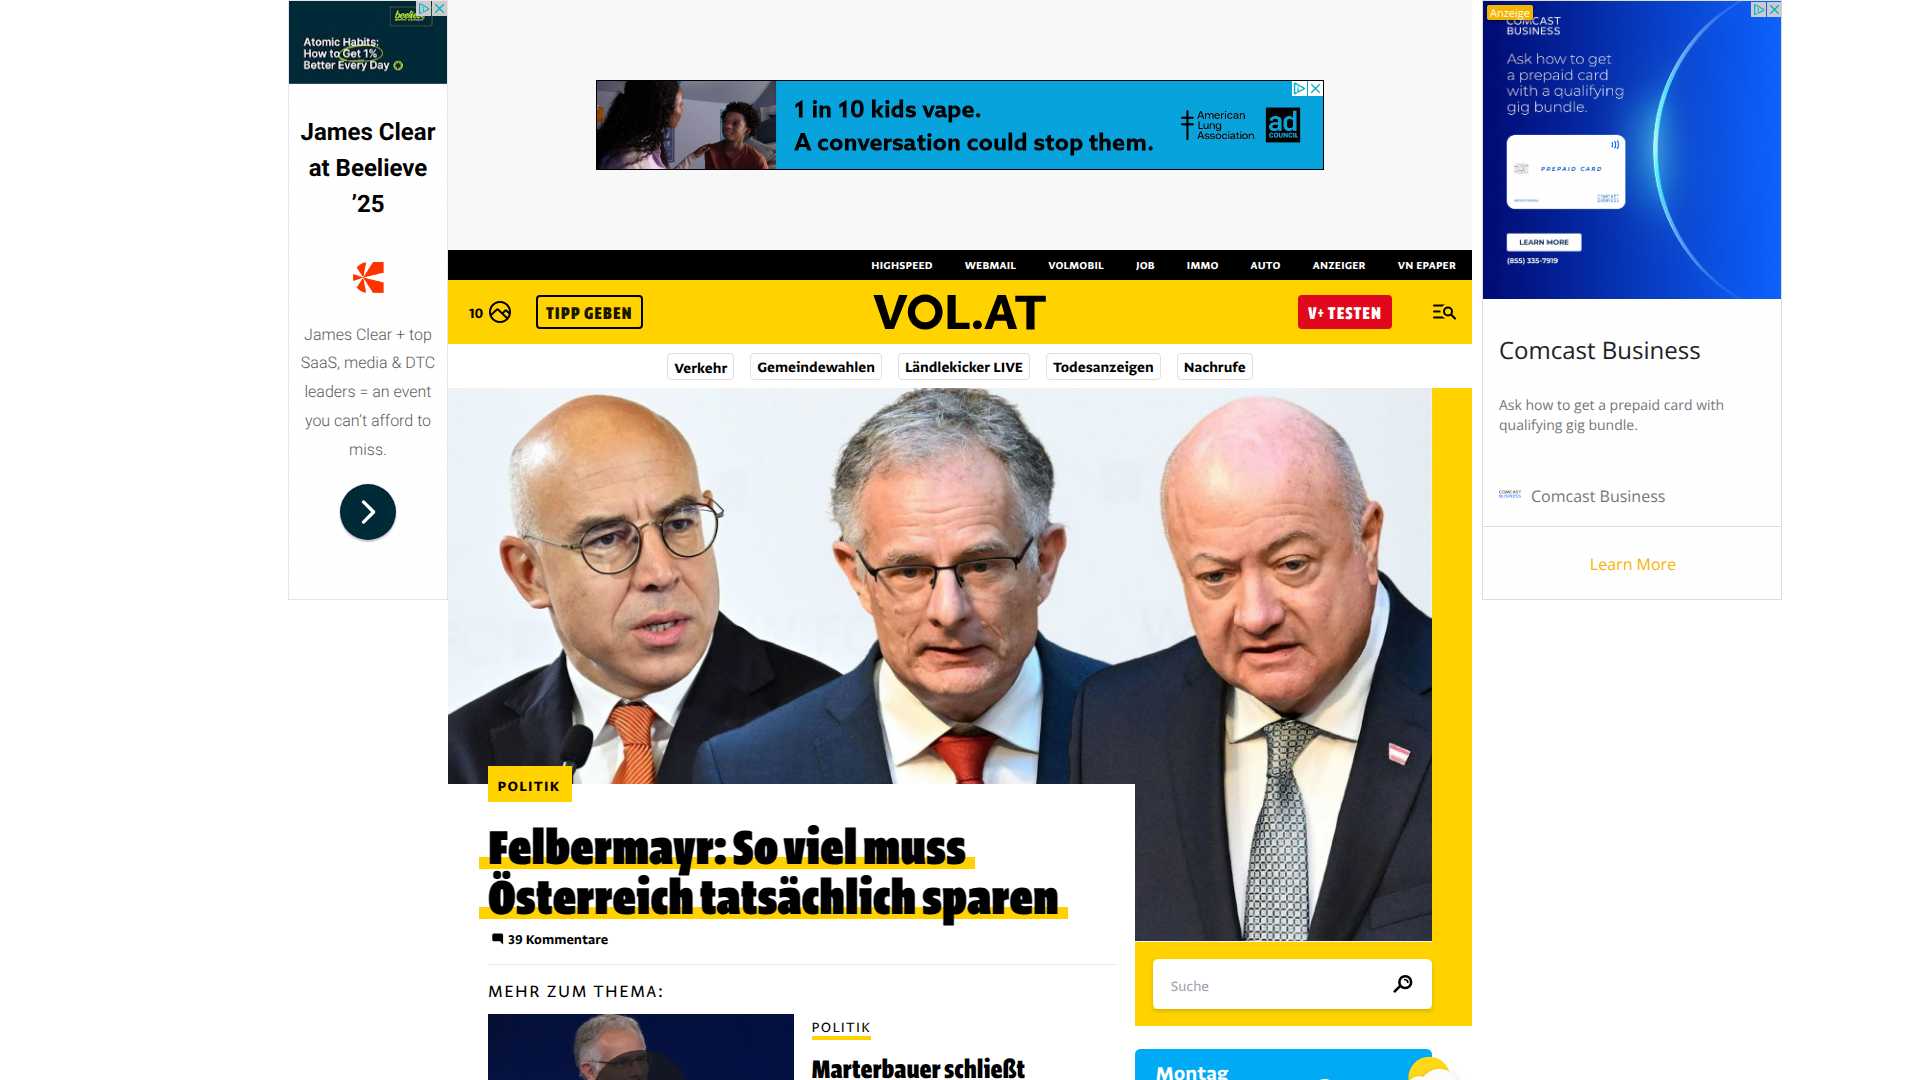 Atomic Habits:
How to Get 1%
Better Every Day
James Clear
at Beelieve
’25
James Clear + top
SaaS, media & DTC
leaders = an event
you can’t afford to
miss.
1 in 10 kids vape.
A conversation could stop them.
American
Lung
Association.
ad
COUNCIL
Anzeige
COMCAST
BUSINESS
Ask how to get
a prepaid card
with a qualifying
gig bundle.
PREPAID CARD
LEARN MORE
(855) 335-7919
Comcast Business
Ask how to get a prepaid card with
qualifying gig bundle.
COMCAST
BUSINESS
Comcast Business
Learn More
HIGHSPEED WEBMAIL VOLMOBIL JOB IMMO AUTO ANZEIGER VN EPAPER
10 TIPP GEBEN VOL.AT V+ TESTEN
Verkehr Gemeindewahlen Ländlekicker LIVE Todesanzeigen Nachrufe
POLITIK
Felbermayr: So viel muss
Österreich tatsächlich sparen
39 Kommentare
MEHR ZUM THEMA:
POLITIK
Marterbauer schließt
Suche
Montag